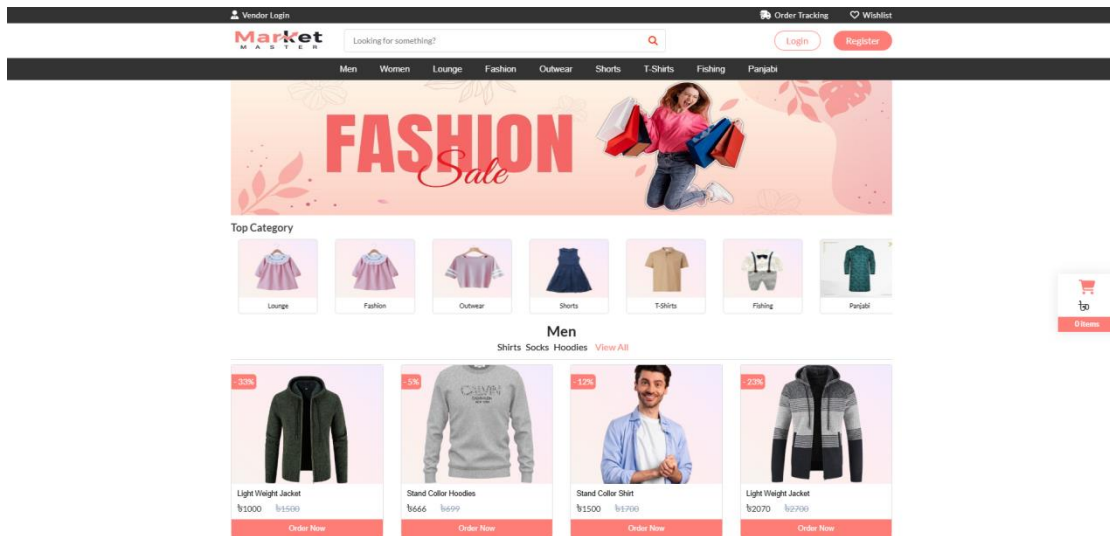 Vendor Login Order Tracking Wishlist
Market
MASTER
Looking for something?
Login Register
Men Women Lounge Fashion Outwear Shorts T-Shirts Fishing Panjabi
FASHION
Sale
Top Category
Lounge Fashion Outwear Shorts T-Shirts Fishing Panjabi
৳0
0 Items
Men
Shirts Socks Hoodies View All
- 33% - 5% - 12% - 23%
CALVIN
Light Weight Jacket Stand Collor Hoodies Stand Collor Shirt Light Weight Jacket
৳1000 ৳1500 ৳666 ৳699 ৳1500 ৳1700 ৳2070 ৳2700
Order Now Order Now Order Now Order Now